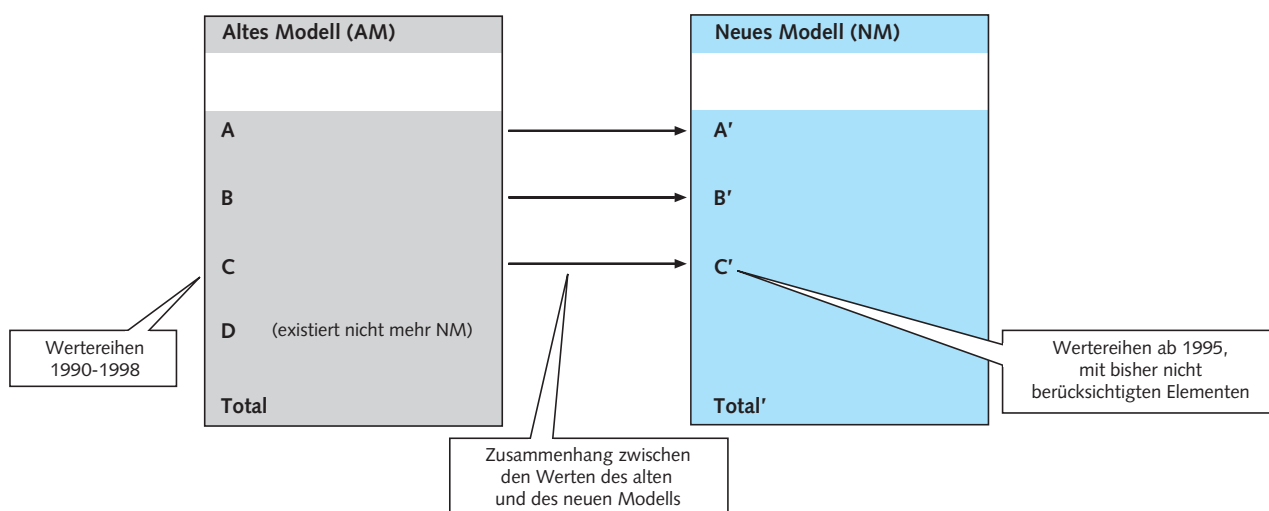 Altes Modell (AM)
Neues Modell (NM)
A
A′
B
B′
C
C′
D (existiert nicht mehr NM)
Wertereihen
1990-1998
Wertereihen ab 1995,
mit bisher nicht
berücksichtigten Elementen
Total
Total′
Zusammenhang zwischen
den Werten des alten
und des neuen Modells